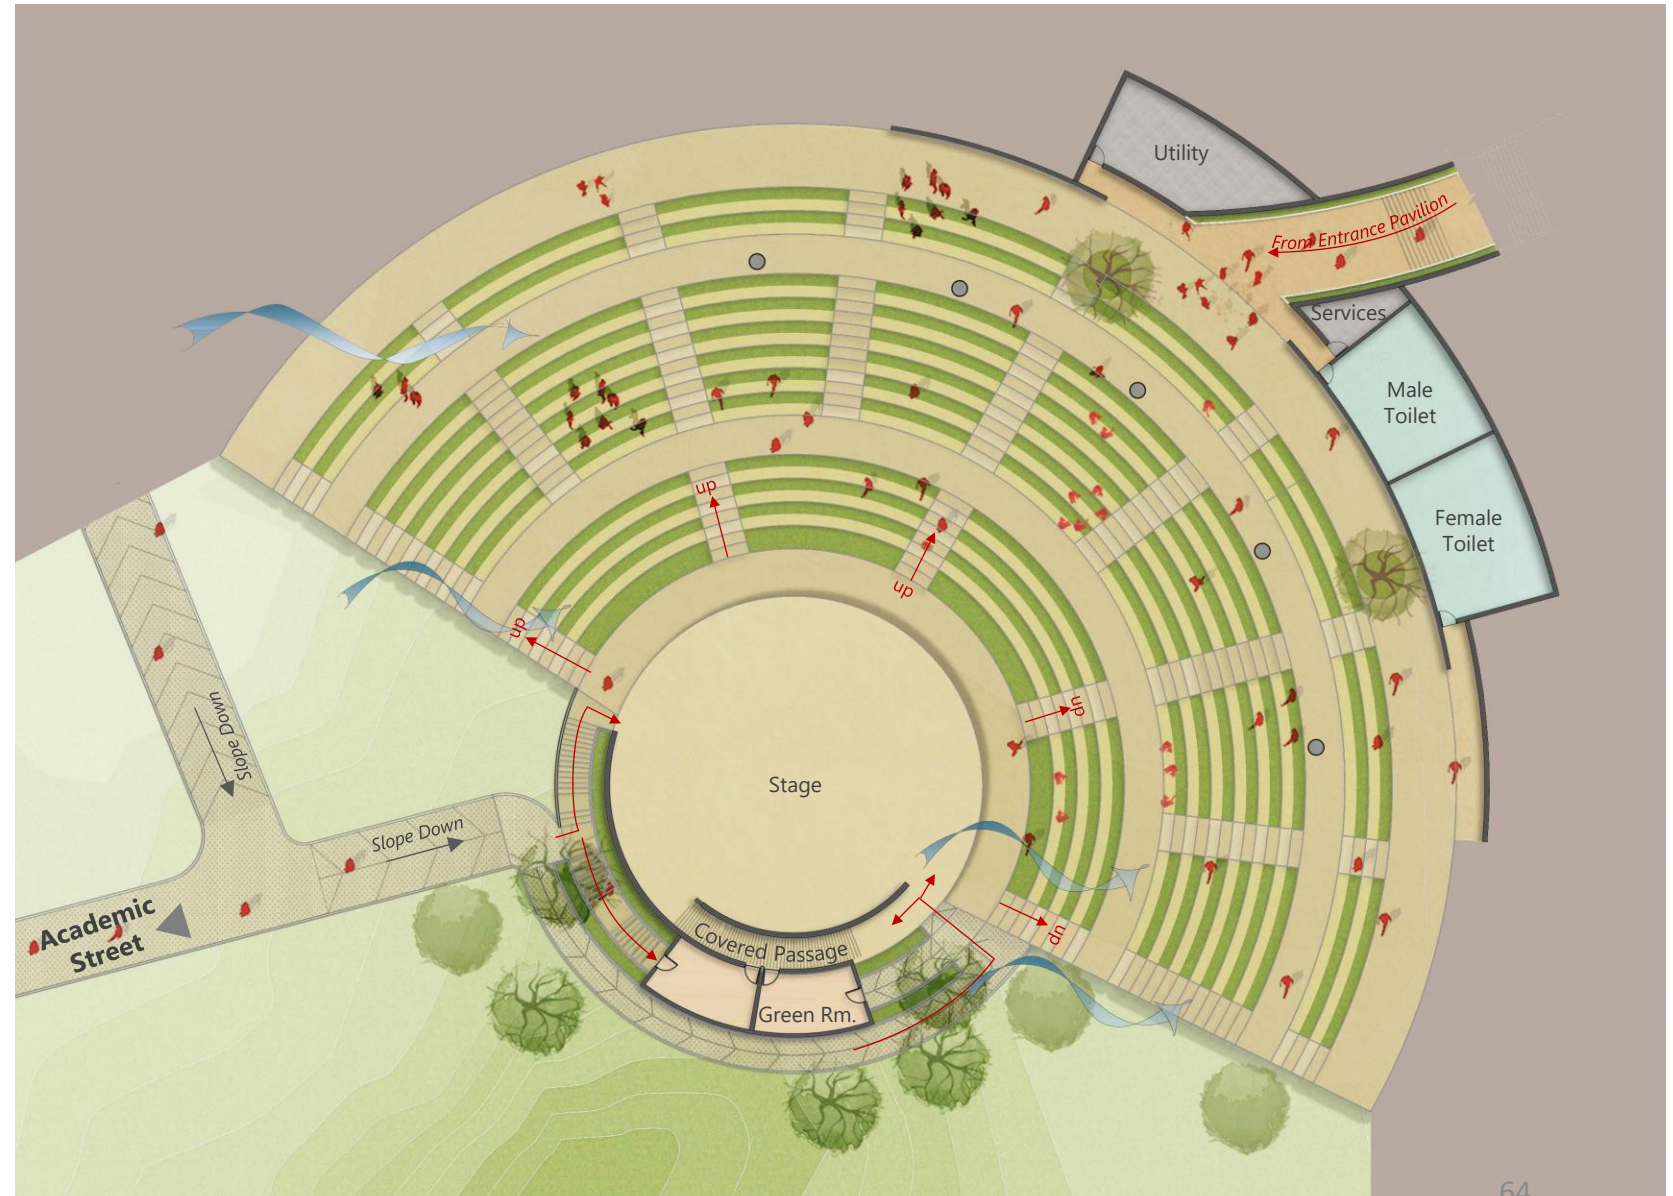 Utility
From Entrance Pavilion
Services
Male
Toilet
Female
Toilet
up
up
dn
up
Slope Down
Stage
Slope Down
Academic
Street
Covered Passage
dn
Green Rm.
64